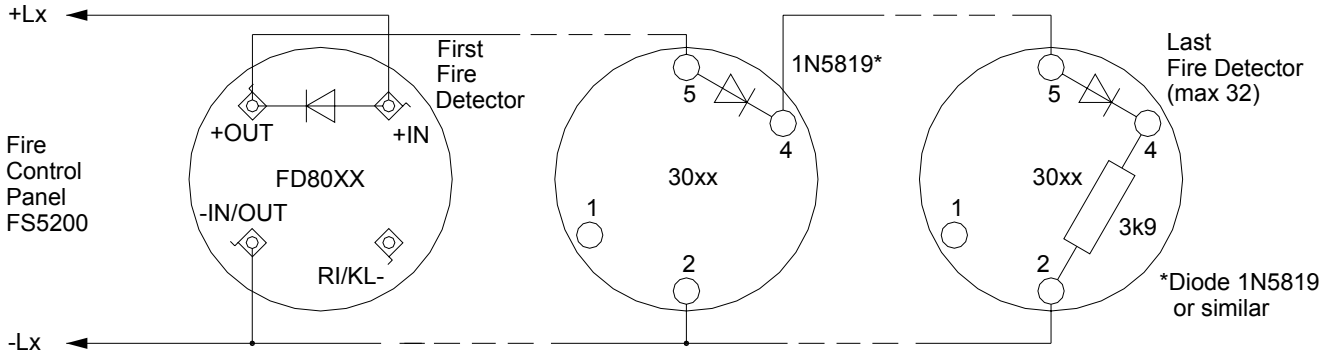 +Lx
First
Fire
Detector
1N5819*
Last
Fire Detector
(max 32)
5
5
+OUT
+IN
4
4
Fire
Control
Panel
FS5200
FD80XX
30xx
30xx
-IN/OUT
1
1
3k9
RI/KL-
2
2
*Diode 1N5819
or similar
-Lx